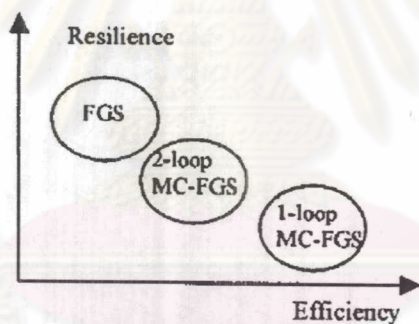 Resilience
FGS
2-loop
MC-FGS
1-loop
MC-FGS
Efficiency